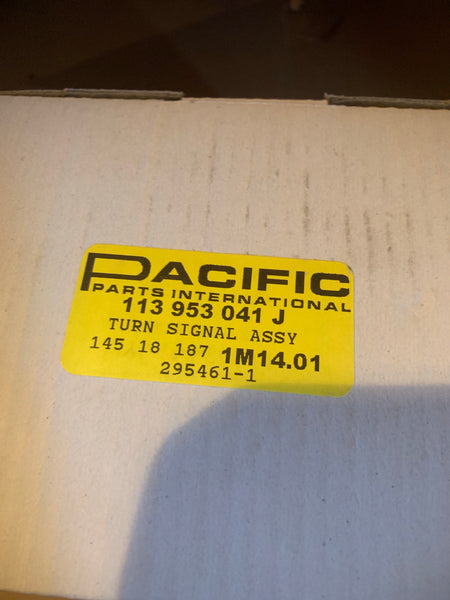 PACIFIC
PARTS INTERNATIONAL
113 953 041 J
TURN SIGNAL ASSY
145 18 187 1M14.01
295461-1